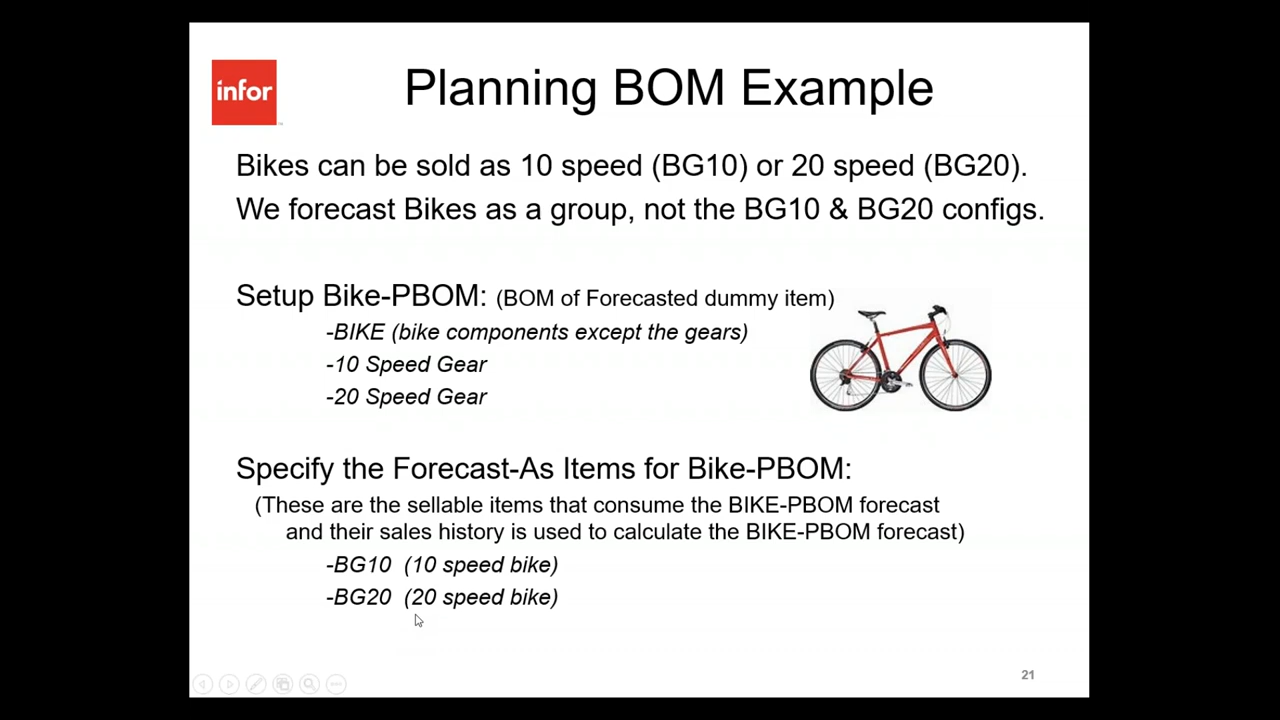 infor
Planning BOM Example
Bikes can be sold as 10 speed (BG10) or 20 speed (BG20).
We forecast Bikes as a group, not the BG10 & BG20 configs.
Setup Bike-PBOM: (BOM of Forecasted dummy item)
-BIKE (bike components except the gears)
-10 Speed Gear
-20 Speed Gear
Specify the Forecast-As Items for Bike-PBOM:
(These are the sellable items that consume the BIKE-PBOM forecast
and their sales history is used to calculate the BIKE-PBOM forecast)
-BG10 (10 speed bike)
-BG20 (20 speed bike)
21